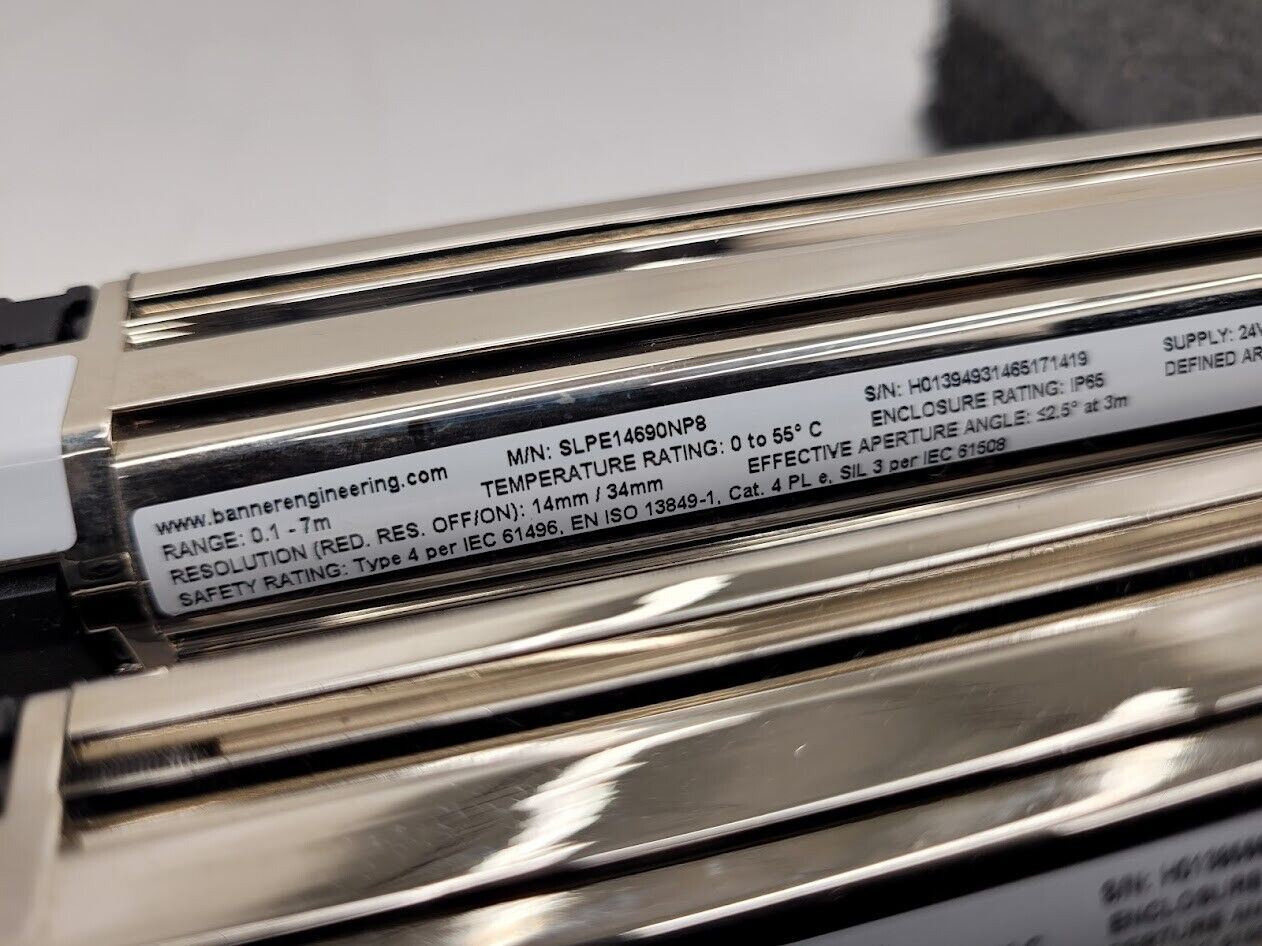 www.bannerengineering.com M/N: SLPE14690NP8 S/N: H01394931465171419 SUPPLY: 24V
RANGE: 0.1 - 7m TEMPERATURE RATING: 0 to 55° C ENCLOSURE RATING: IP65 DEFINED AR
RESOLUTION (RED. RES. OFF/ON): 14mm / 34mm EFFECTIVE APERTURE ANGLE: ≤2.5° at 3m
SAFETY RATING: Type 4 per IEC 61496, EN ISO 13849-1, Cat. 4 PL e, SIL 3 per IEC 61508
S/N:
ENCLOSURE